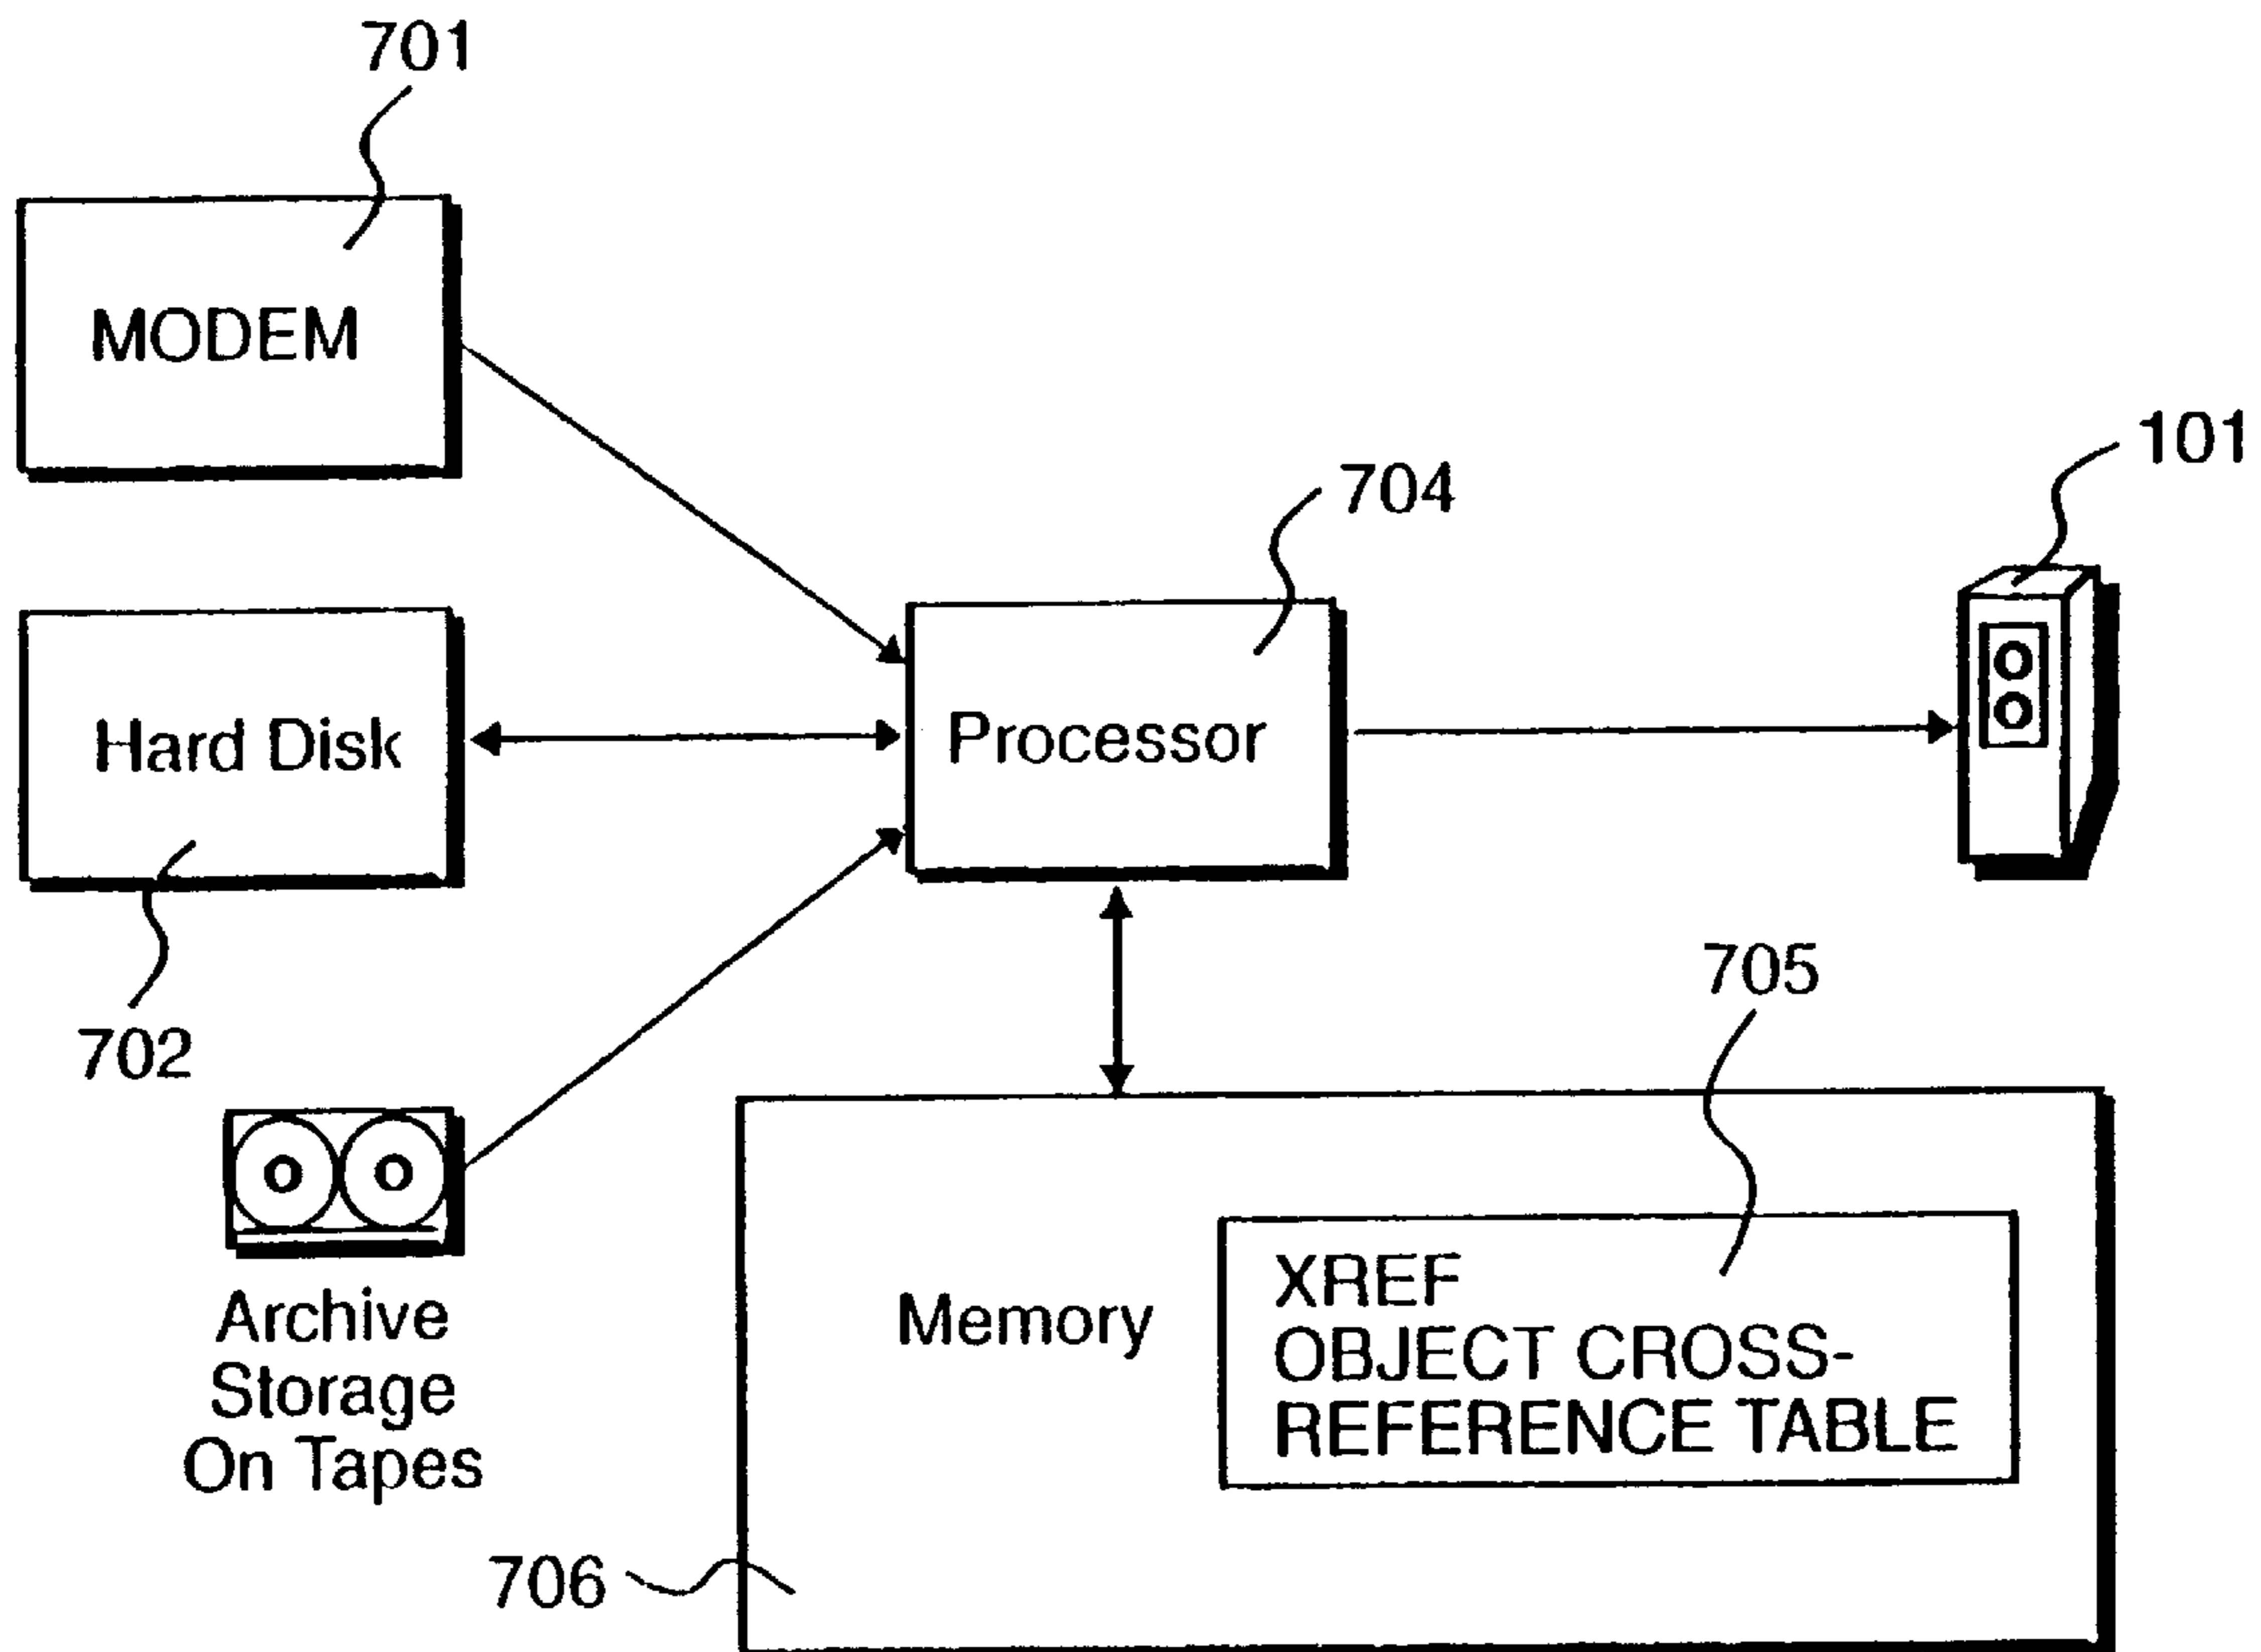 701
MODEM
101
704
Hard Disk
Processor
702
705
Archive
Storage
On Tapes
Memory
XREF
OBJECT CROSS-
REFERENCE TABLE
706